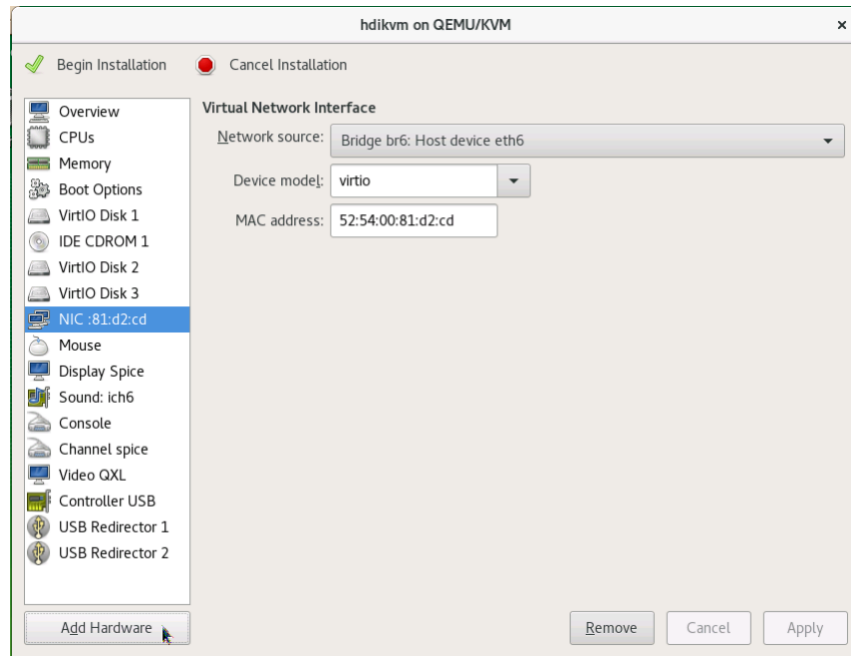 hdikvm on QEMU/KVM ×
Begin Installation Cancel Installation
Overview
CPUs
Memory
Boot Options
VirtIO Disk 1
IDE CDROM 1
VirtIO Disk 2
VirtIO Disk 3
NIC :81:d2:cd
Mouse
Display Spice
Sound: ich6
Console
Channel spice
Video QXL
Controller USB
USB Redirector 1
USB Redirector 2
Add Hardware
Virtual Network Interface
Network source: Bridge br6: Host device eth6
Device model: virtio
MAC address: 52:54:00:81:d2:cd
Remove Cancel Apply